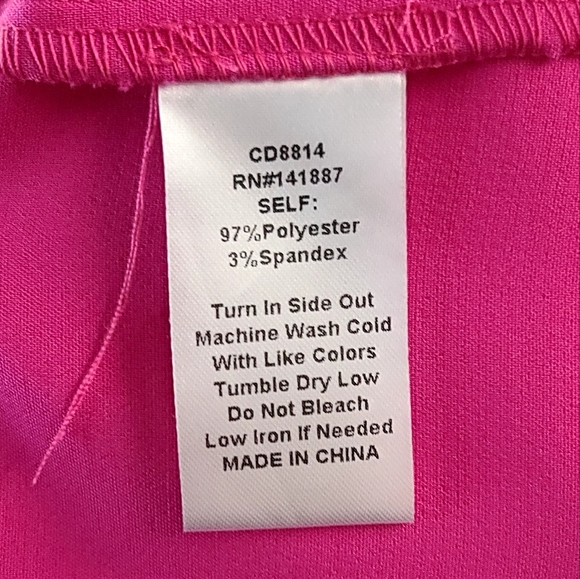 CD8814
RN#141887
SELF:
97%Polyester
3%Spandex
Turn In Side Out
Machine Wash Cold
With Like Colors
Tumble Dry Low
Do Not Bleach
Low Iron If Needed
MADE IN CHINA